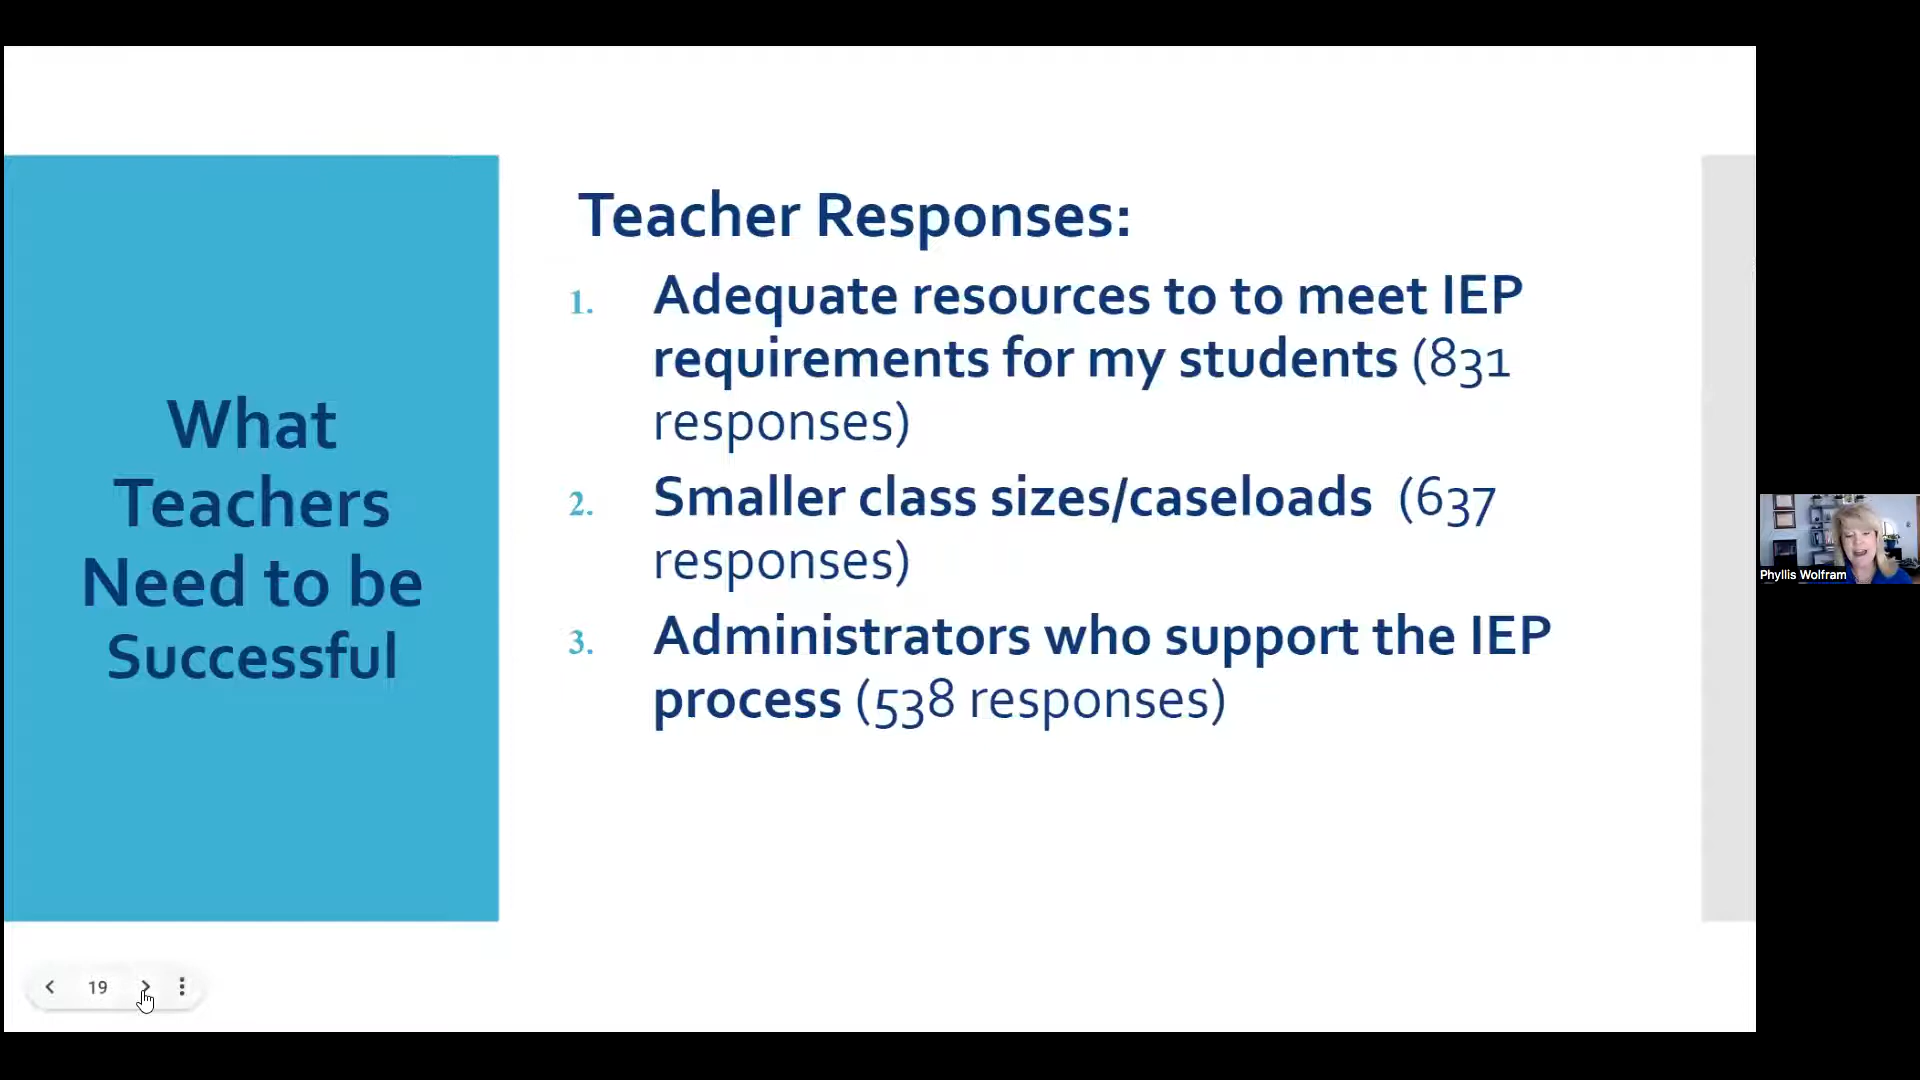 What
Teachers
Need to be
Successful
Teacher Responses:
1. Adequate resources to to meet IEP
requirements for my students (831
responses)
2. Smaller class sizes/caseloads (637
responses)
3. Administrators who support the IEP
process (538 responses)
19
Phyllis Wolfram